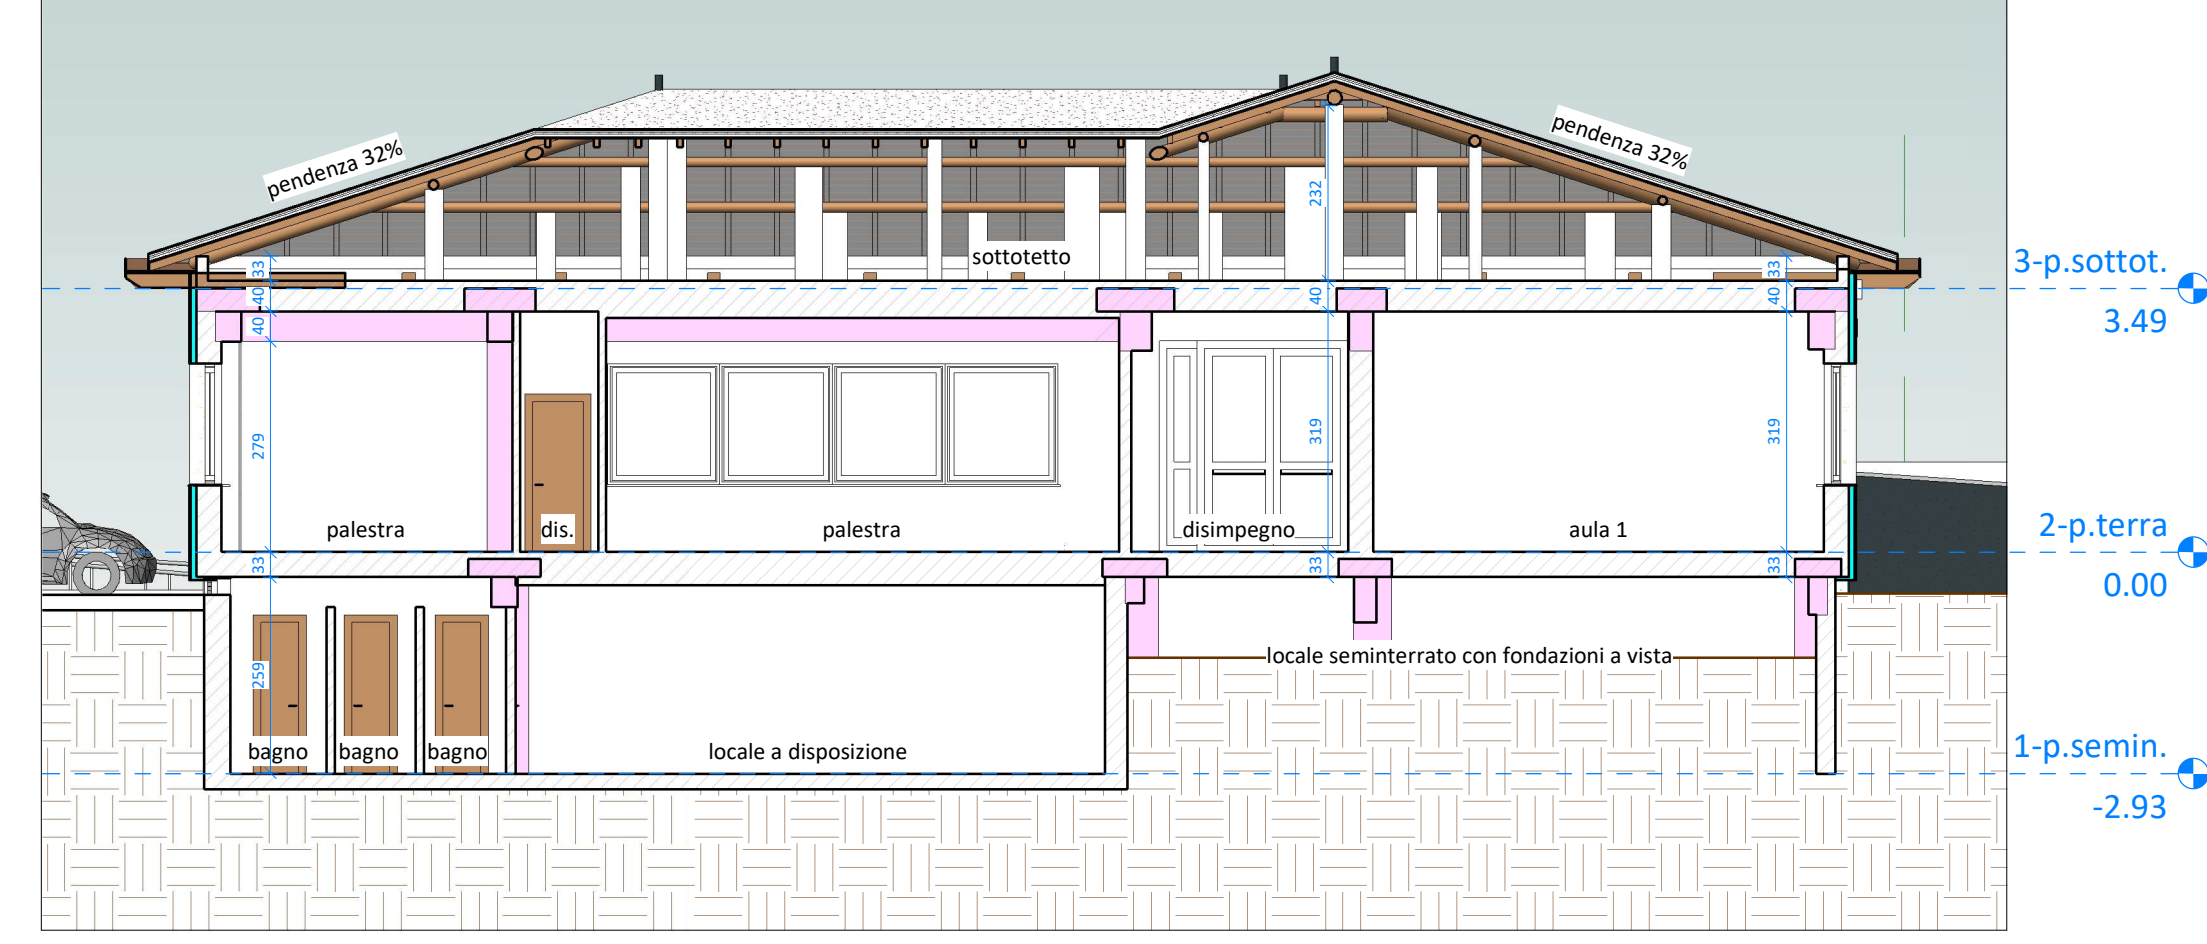 pendenza 32%
pendenza 32%
232
sottotetto
3-p.sottot.
3.49
33
40
40
40
33
40
279
319
319
palestra
dis.
palestra
disimpegno
aula 1
2-p.terra
0.00
33
33
33
259
locale seminterrato con fondazioni a vista
bagno
bagno
bagno
locale a disposizione
1-p.semin.
-2.93